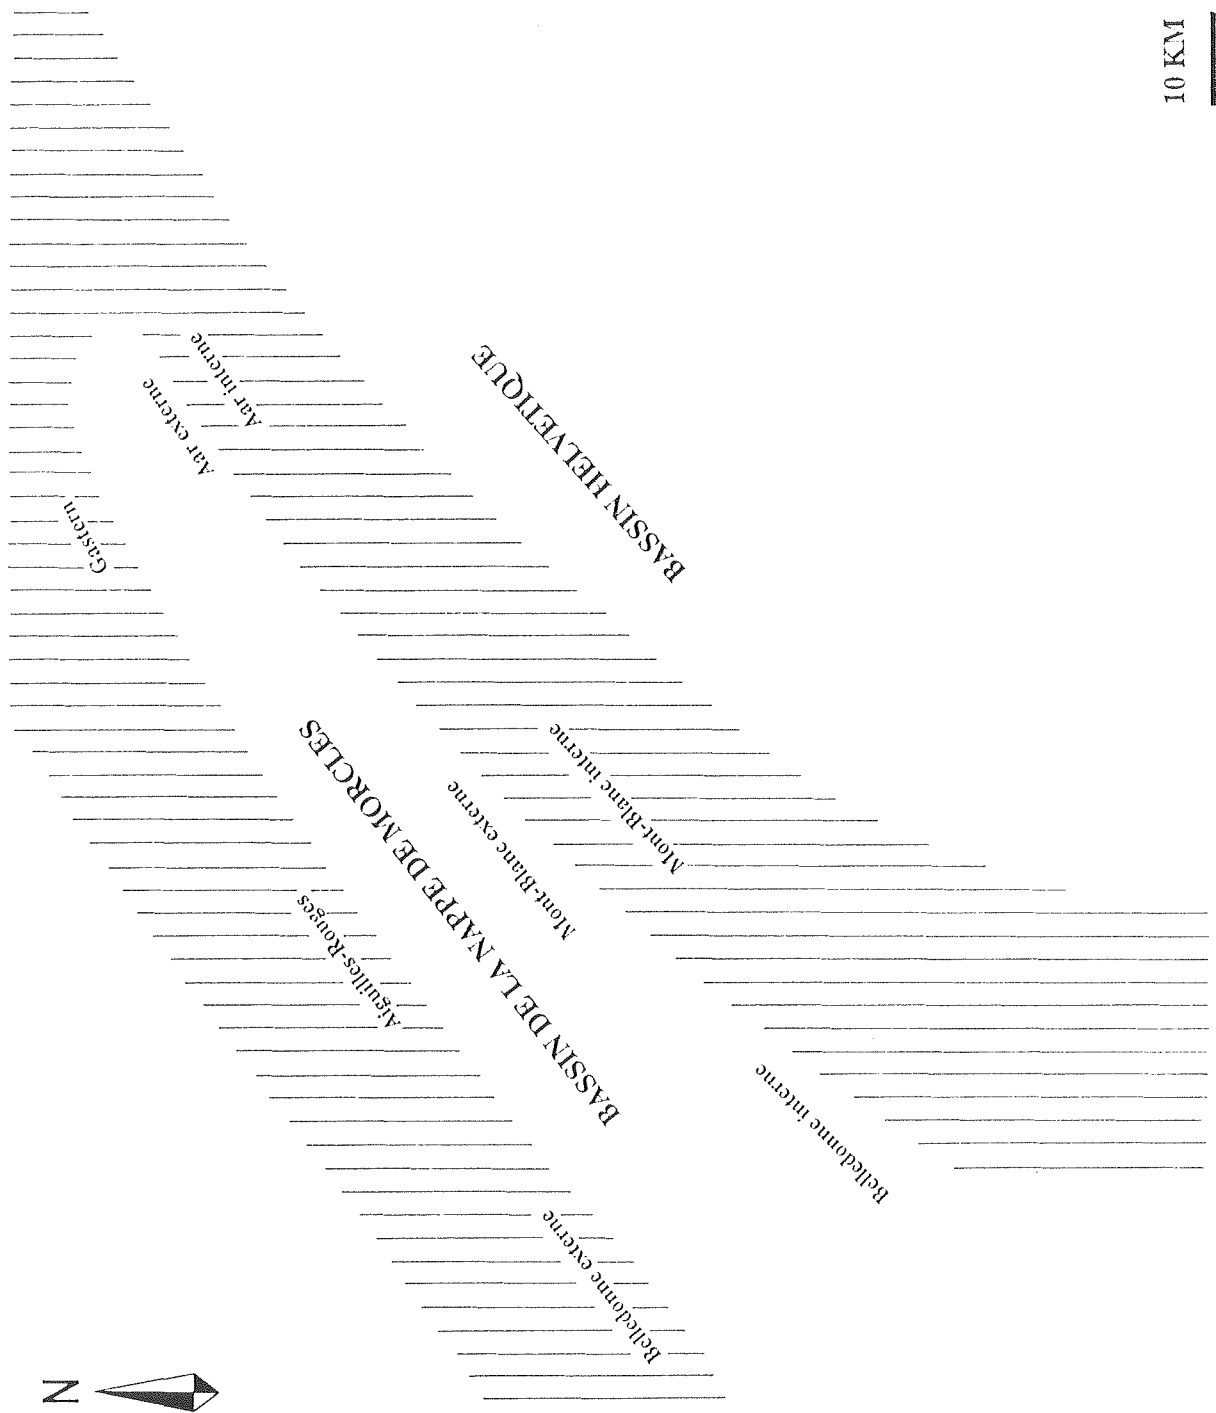 N
10 KM
Gastern
Aar externe
Aar interne
BASSIN HELVETIQUE
BASSIN DE LA NAPPE DE MORCLES
Aiguilles-Rouges
Mont-Blanc externe
Mont-Blanc interne
Belledonne externe
Belledonne interne